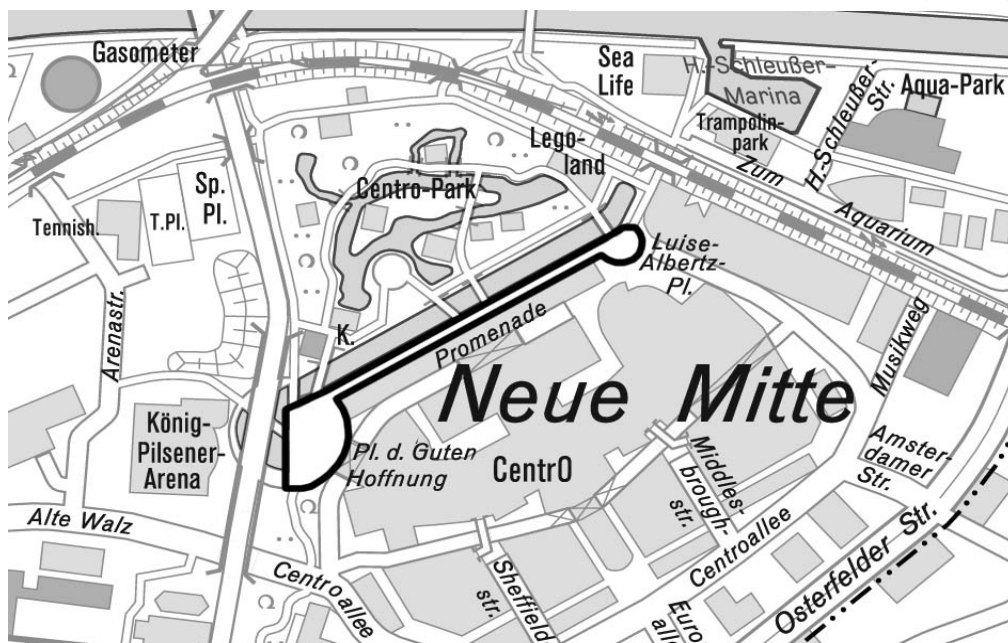 Gasometer
Sea
Life
H.-Schleußer-
Marina
H.-Schleußer-
Str.
Aqua-Park
Trampolin-
park
Lego-
land
Zum
Aquarium
Centro-Park
Sp.
Pl.
T.Pl.
Tennish.
Luise-
Albertz-
Pl.
Arenastr.
K.
Promenade
Musikweg
Neue Mitte
König-
Pilsener-
Arena
Pl. d. Guten
Hoffnung
CentrO
Middles-
brough-
str.
Amster-
damer
Str.
Alte Walz
Centroallee
Centroallee
Osterfelder Str.
Sheffield
str.
Euro
alle